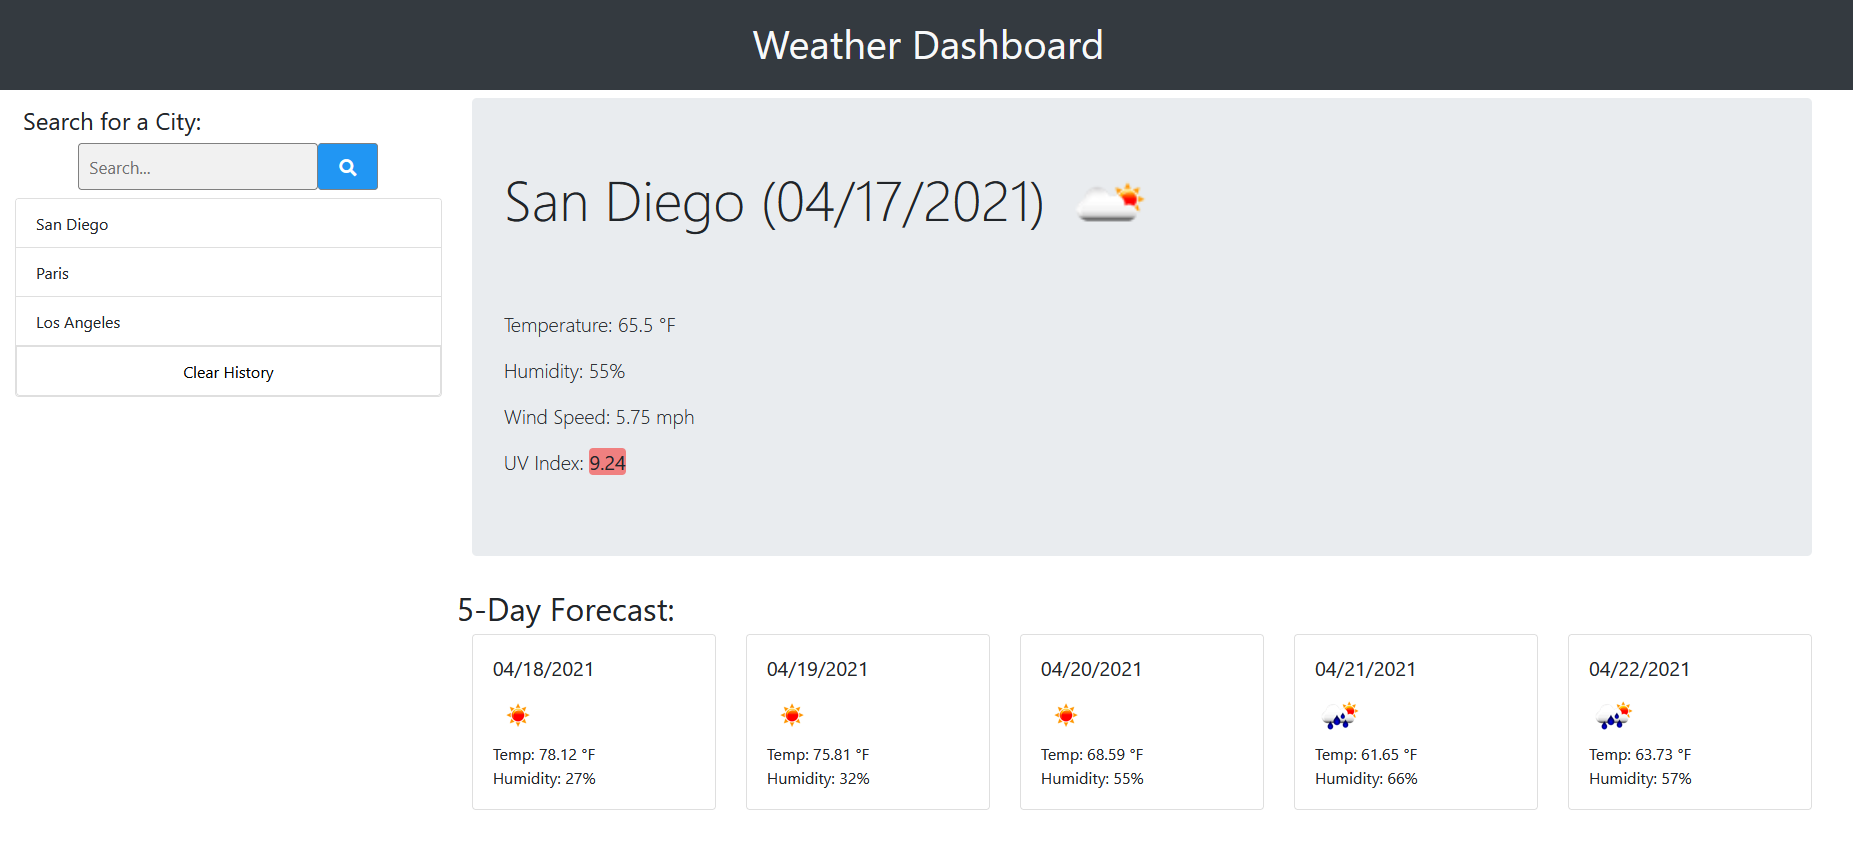 Weather Dashboard
Search for a City:
Search...
San Diego
Paris
Los Angeles
Clear History
San Diego (04/17/2021)
Temperature: 65.5 °F
Humidity: 55%
Wind Speed: 5.75 mph
UV Index: 9.24
5-Day Forecast:
04/18/2021
Temp: 78.12 °F
Humidity: 27%
04/19/2021
Temp: 75.81 °F
Humidity: 32%
04/20/2021
Temp: 68.59 °F
Humidity: 55%
04/21/2021
Temp: 61.65 °F
Humidity: 66%
04/22/2021
Temp: 63.73 °F
Humidity: 57%